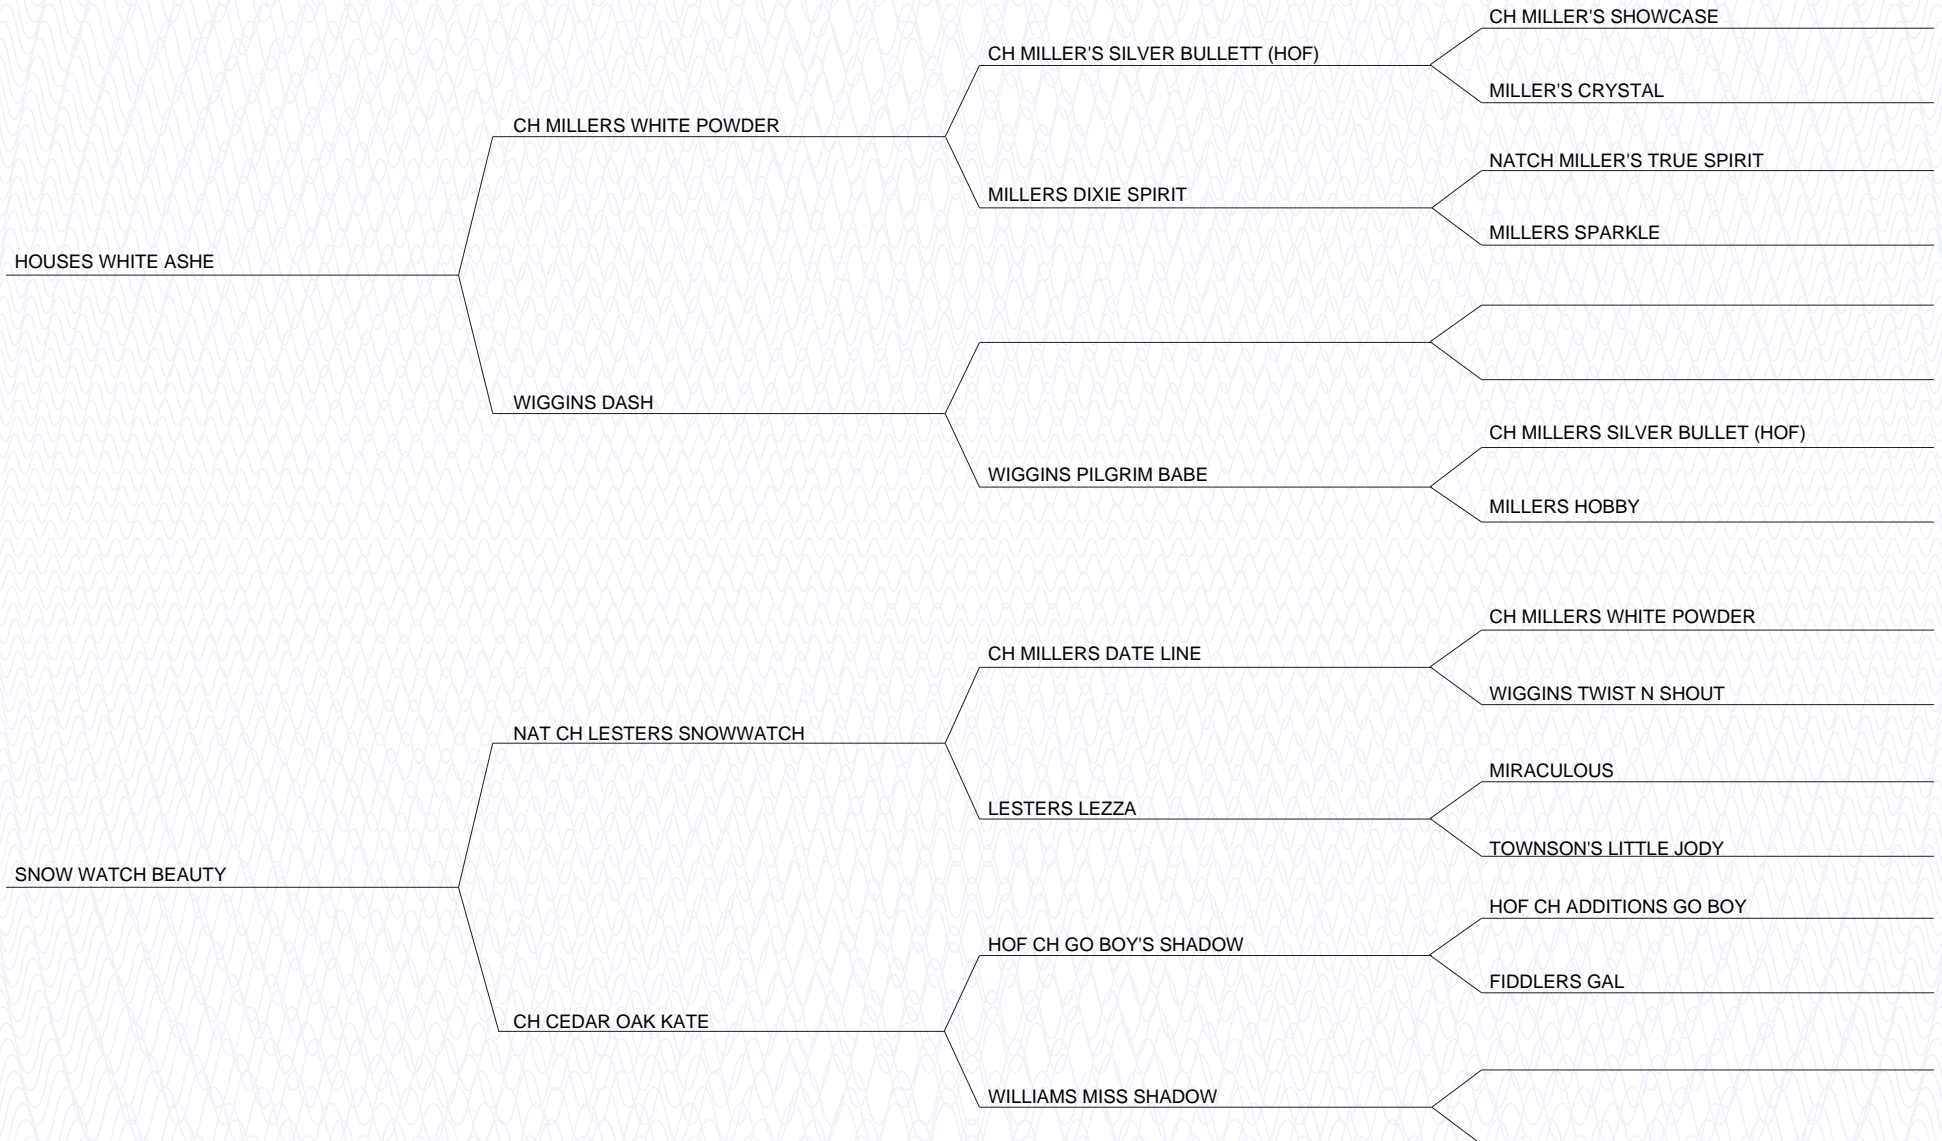 CH MILLER'S SHOWCASE
CH MILLER'S SILVER BULLETT (HOF)
MILLER'S CRYSTAL
CH MILLERS WHITE POWDER
NATCH MILLER'S TRUE SPIRIT
MILLERS DIXIE SPIRIT
MILLERS SPARKLE
HOUSES WHITE ASHE
WIGGINS DASH
CH MILLERS SILVER BULLET (HOF)
WIGGINS PILGRIM BABE
MILLERS HOBBY
CH MILLERS WHITE POWDER
CH MILLERS DATE LINE
WIGGINS TWIST N SHOUT
NAT CH LESTERS SNOWWATCH
MIRACULOUS
LESTERS LEZZA
TOWNSON'S LITTLE JODY
SNOW WATCH BEAUTY
HOF CH ADDITIONS GO BOY
HOF CH GO BOY'S SHADOW
FIDDLERS GAL
CH CEDAR OAK KATE
WILLIAMS MISS SHADOW